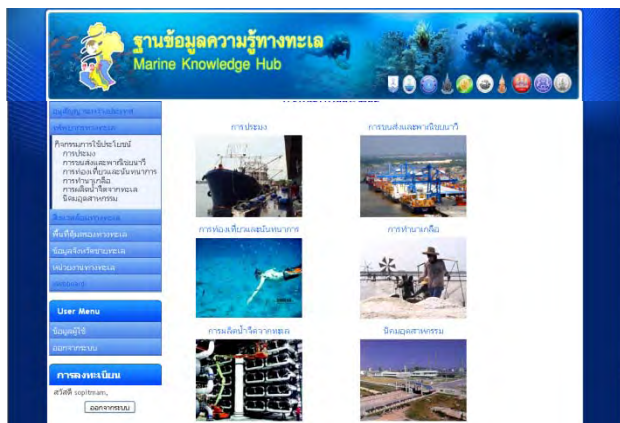 ฐานข้อมูลความรู้ทางทะเล
Marine Knowledge Hub
กิจกรรมการใช้ประโยชน์
การประมง
การขนส่งและพาณิชยนาวี
การท่องเที่ยวและนันทนาการ
การทำนาเกลือ
การผลิตน้ำจืดจากทะเล
นิคมอุตสาหกรรม
พื้นที่คุ้มครองทางทะเล
ข้อมูลจังหวัดชายทะเล
หน่วยงานทางทะเล
User Menu
ข้อมูลผู้ใช้
ออกจากระบบ
การลงทะเบียน
สวัสดี sopitmam,
ออกจากระบบ
การประมง
การขนส่งและพาณิชยนาวี
การท่องเที่ยวและนันทนาการ
การทำนาเกลือ
การผลิตน้ำจืดจากทะเล
นิคมอุตสาหกรรม